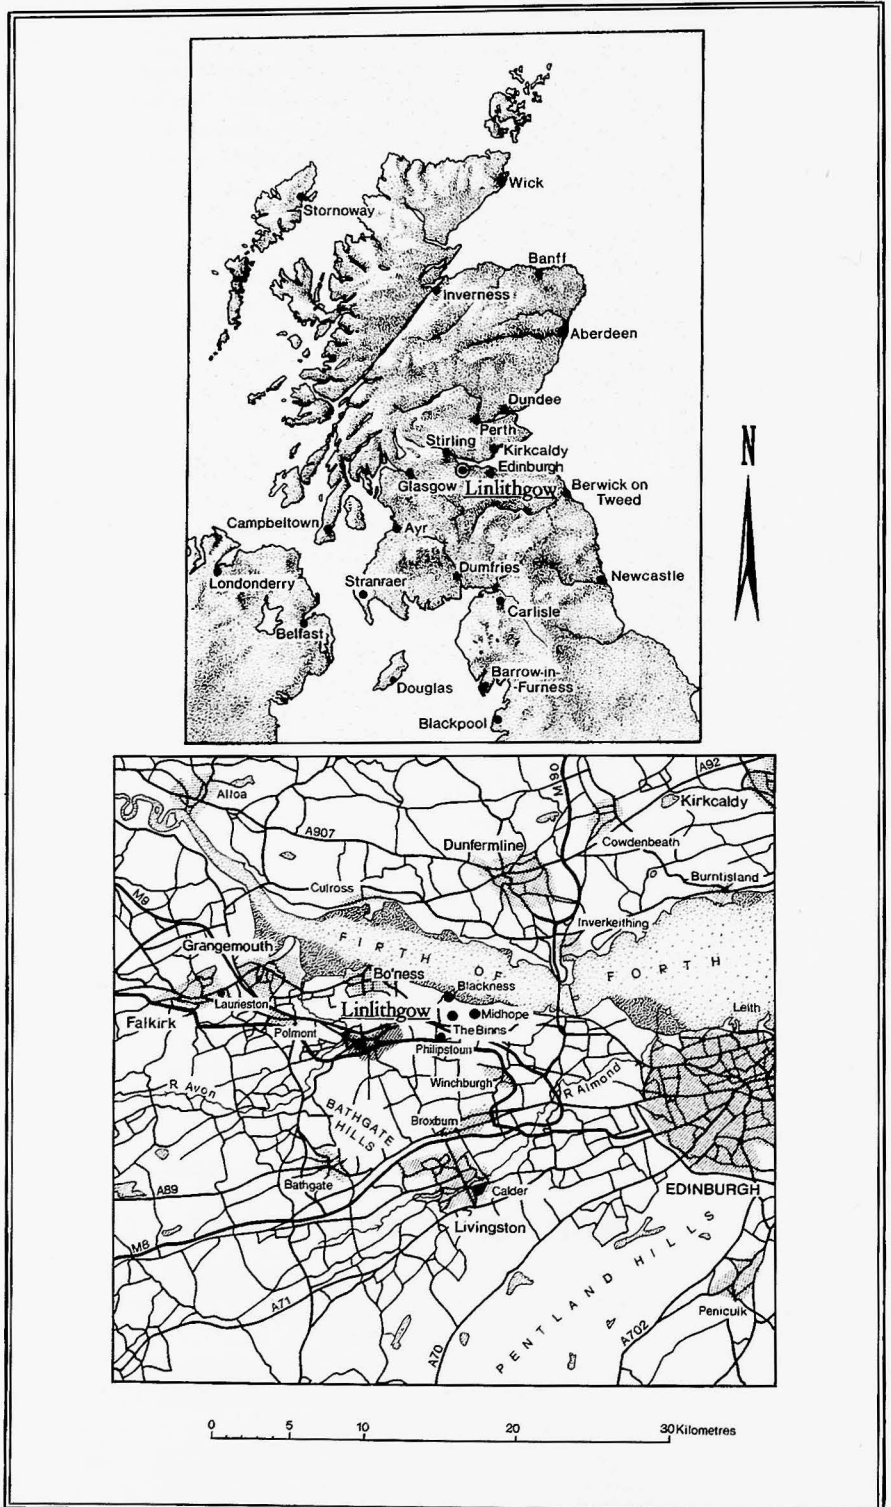 Wick
Stornoway
Banff
Inverness
Aberdeen
Dundee
Perth
Stirling
Kirkcaldy
Edinburgh
Glasgow
Linlithgow
Berwick on
Tweed
Campbeltown
Ayr
Londonderry
Stranraer
Dumfries
Newcastle
Carlisle
Belfast
Barrow-in-
-Furness
Douglas
Blackpool
N
M90
A92
Alloa
Kirkcaldy
A907
Dunfermline
Cowdenbeath
Culross
Burntisland
M9
Inverkeithing
Grangemouth
FIRTH OF FORTH
Bo'ness
Blackness
Laurieston
Linlithgow
Midhope
Leith
Falkirk
Polmont
The Binns
Philipstoun
R Avon
Winchburgh
R Almond
BATHGATE
HILLS
Broxburn
Bathgate
A89
Calder
EDINBURGH
Livingston
M8
PENTLAND HILLS
A71
Penicuik
A70
A702
0 5 10 20 30 Kilometres